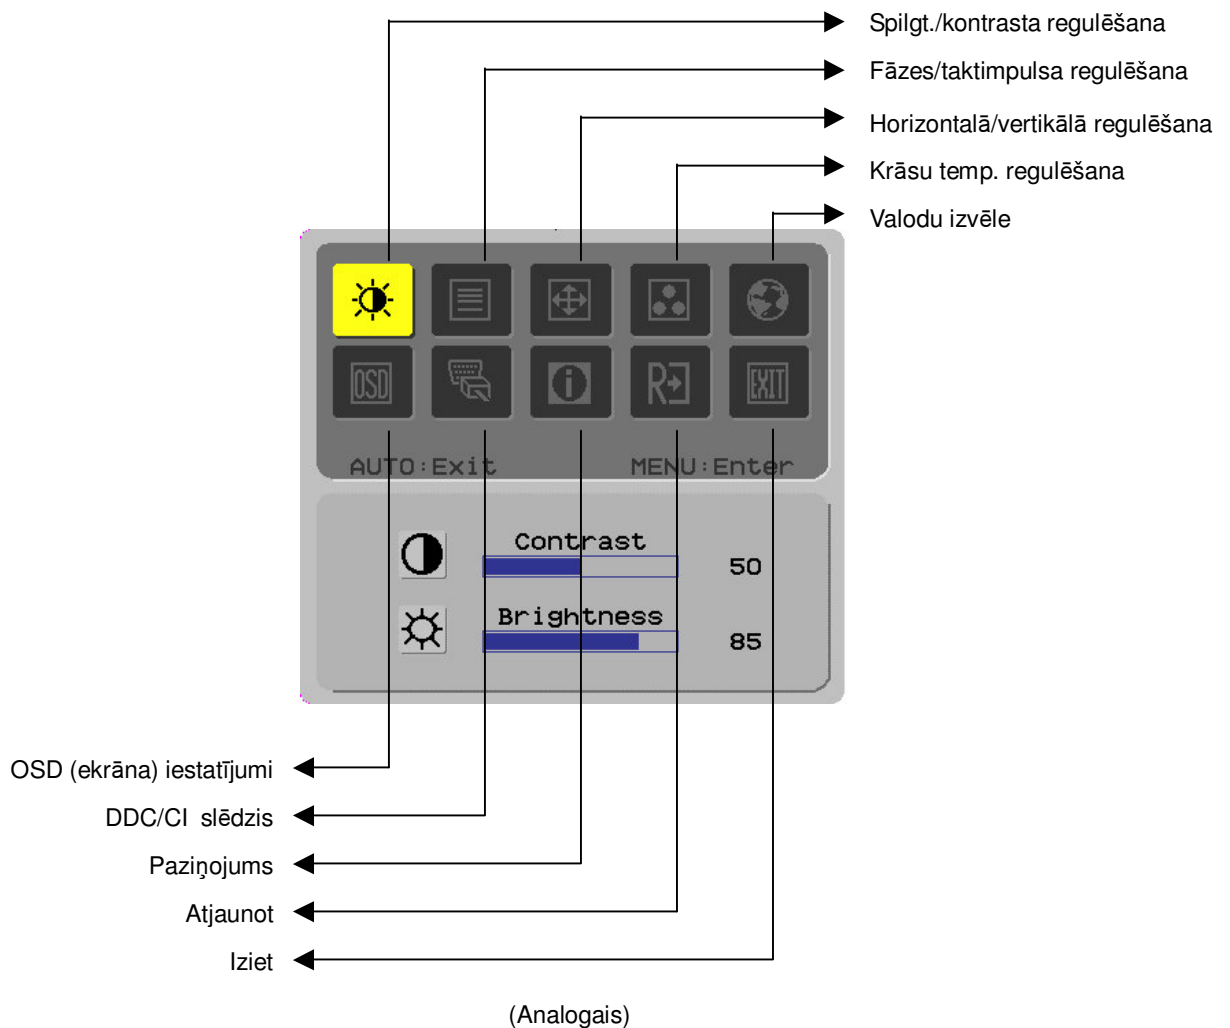 Spilgt./kontrasta regulēšana
Fāzes/taktimpulsa regulēšana
Horizontalā/vertikālā regulēšana
Krāsu temp. regulēšana
Valodu izvēle
OSD
i
R
EXIT
AUTO:Exit MENU:Enter
Contrast
50
Brightness
85
OSD (ekrāna) iestatījumi
DDC/CI slēdzis
Paziņojums
Atjaunot
Iziet
(Analogais)